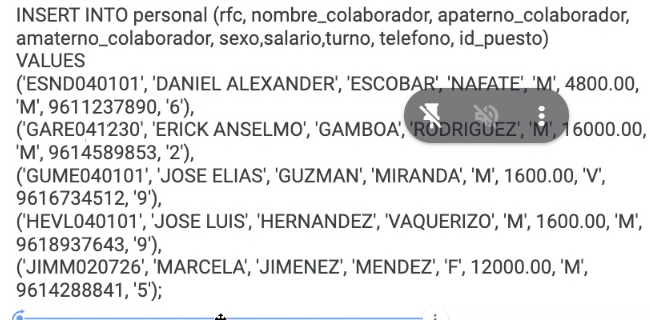 INSERT INTO personal (rfc, nombre_colaborador, apaterno_colaborador,
amaterno_colaborador, sexo,salario,turno, telefono, id_puesto)
VALUES
('ESND040101', 'DANIEL ALEXANDER', 'ESCOBAR', 'NAFATE', 'M', 4800.00,
'M', 9611237890, '6'),
('GARE041230', 'ERICK ANSELMO', 'GAMBOA', 'RODRIGUEZ', 'M', 16000.00,
'M', 9614589853, '2'),
('GUME040101', 'JOSE ELIAS', 'GUZMAN', 'MIRANDA', 'M', 1600.00, 'V',
9616734512, '9'),
('HEVL040101', 'JOSE LUIS', 'HERNANDEZ', 'VAQUERIZO', 'M', 1600.00, 'M',
9618937643, '9'),
('JIMM020726', 'MARCELA', 'JIMENEZ', 'MENDEZ', 'F', 12000.00, 'M',
9614288841, '5');